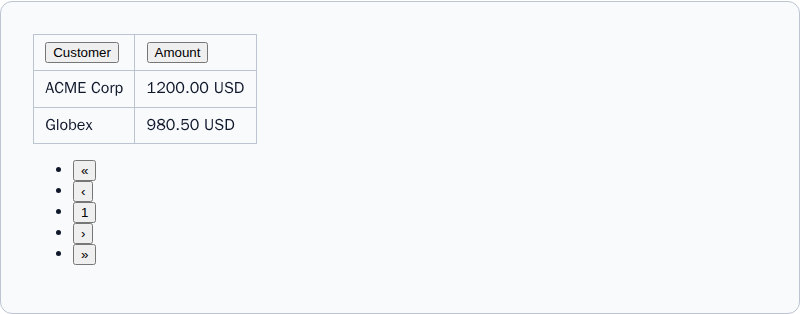 Customer Amount
ACME Corp 1200.00 USD
Globex 980.50 USD
«
‹
1
›
»